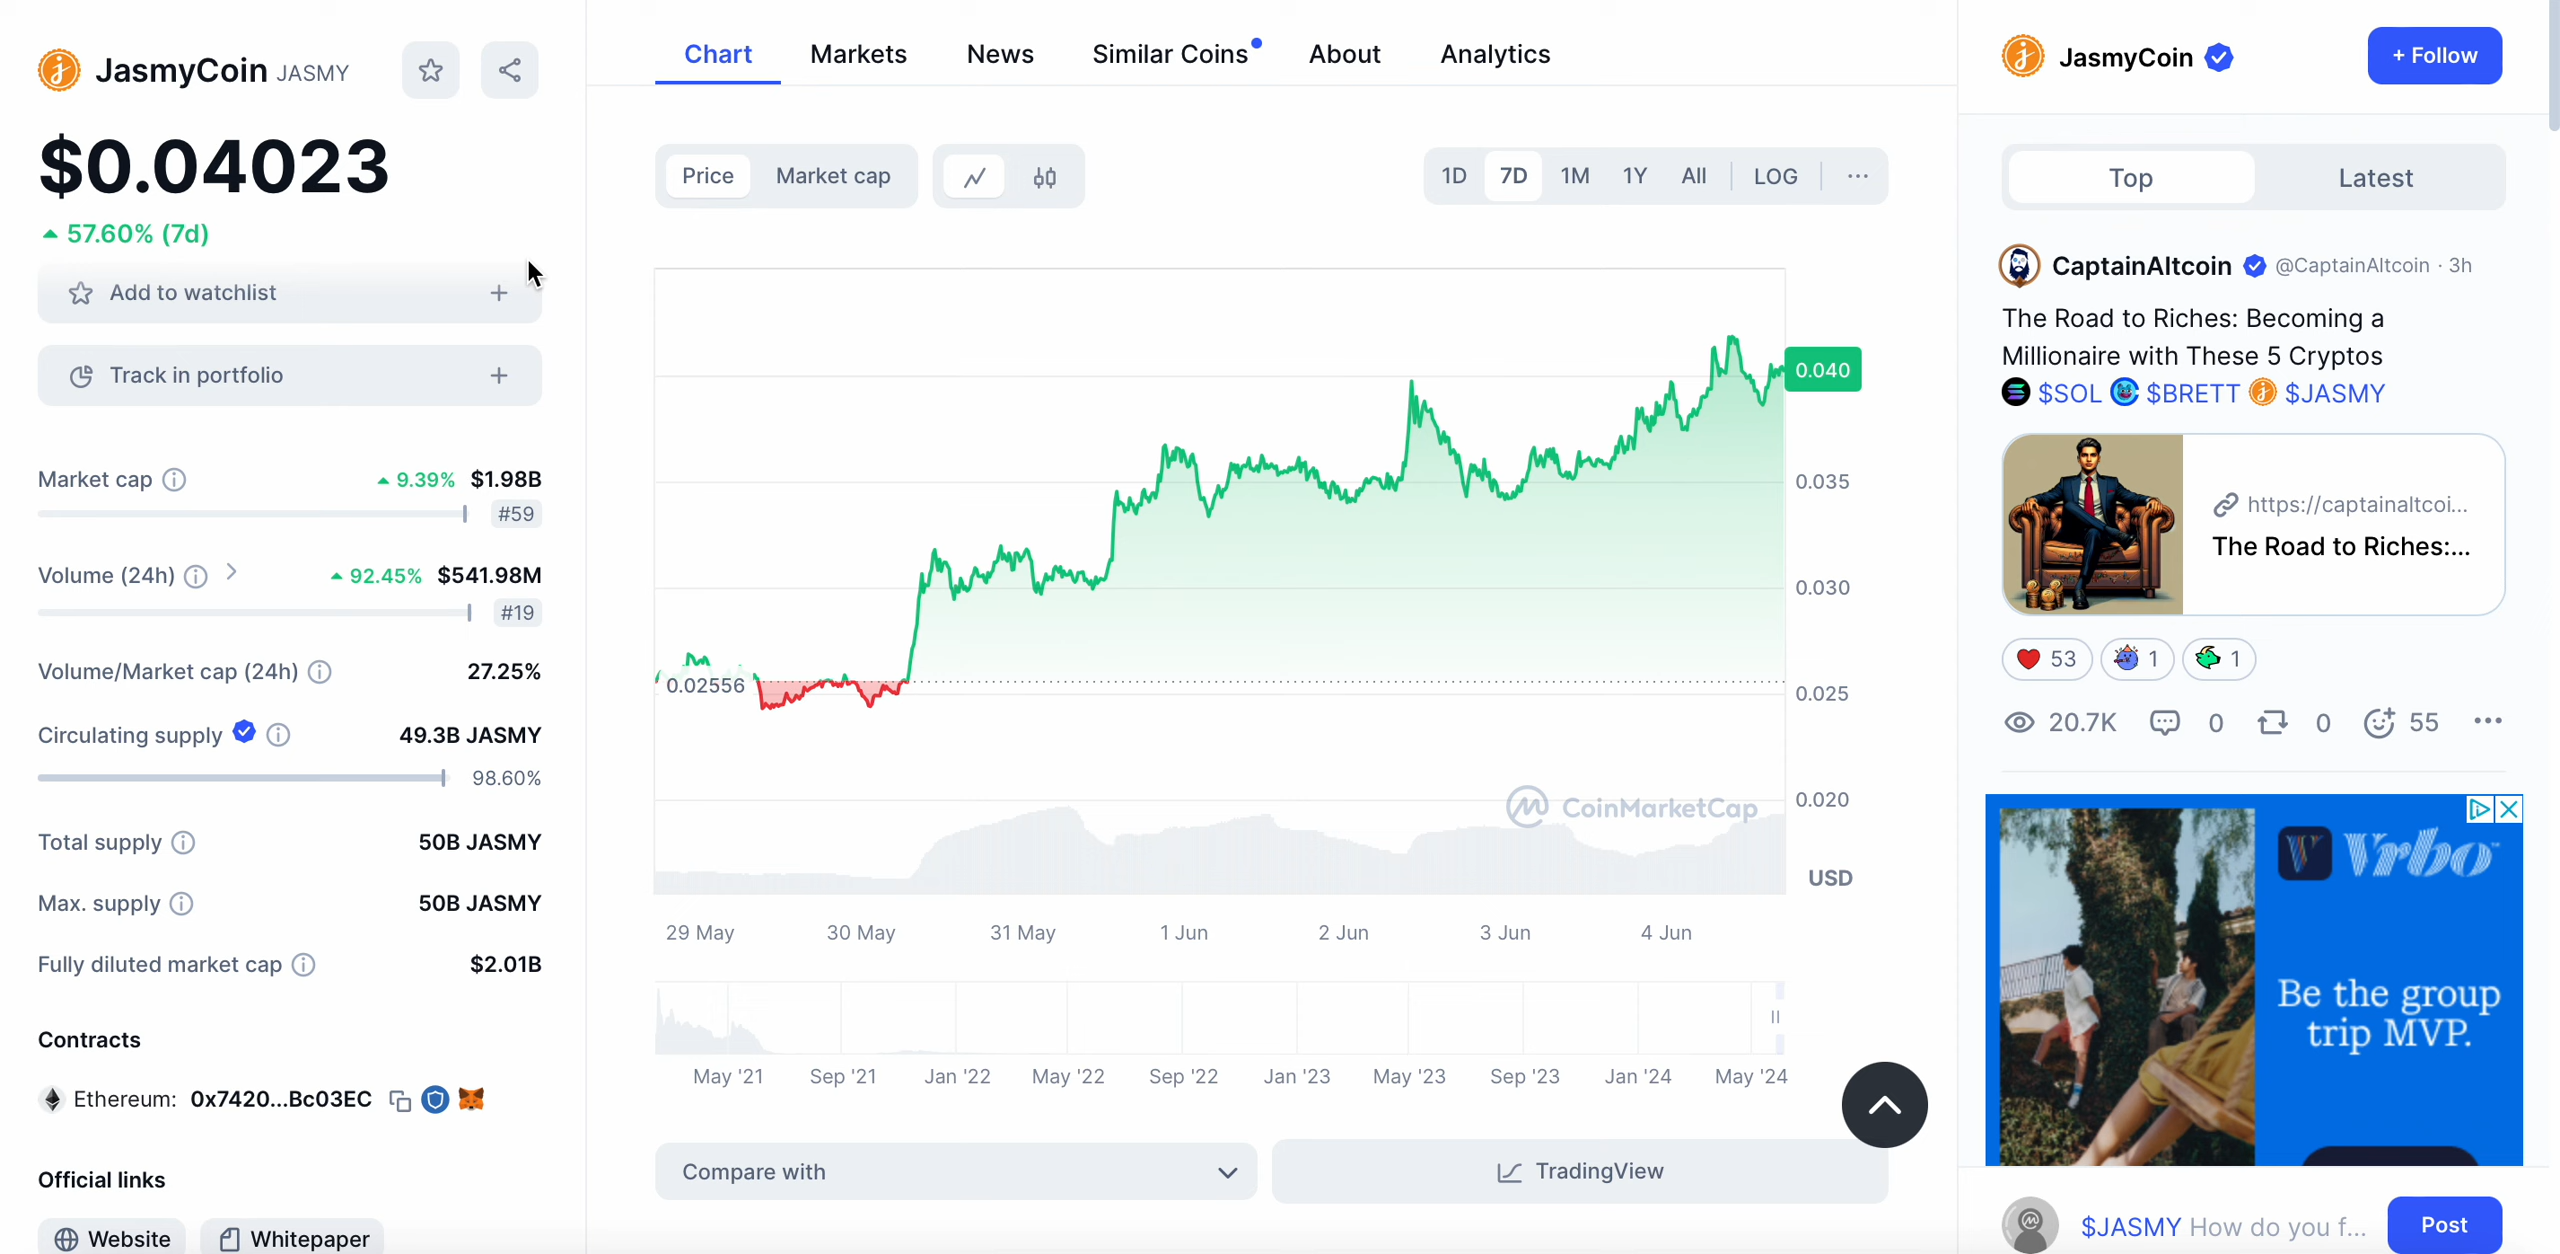 JasmyCoin JASMY
$0.04023
57.60% (7d)
Add to watchlist +
Track in portfolio +
Market cap 9.39% $1.98B
#59
Volume (24h) 92.45% $541.98M
#19
Volume/Market cap (24h) 27.25%
Circulating supply 49.3B JASMY
98.60%
Total supply 50B JASMY
Max. supply 50B JASMY
Fully diluted market cap $2.01B
Contracts
Ethereum: 0x7420...Bc03EC
Official links
Website Whitepaper
Chart Markets News Similar Coins About Analytics
Price Market cap
1D 7D 1M 1Y All LOG ...
0.040
0.035
0.030
0.02556
0.025
0.020
CoinMarketCap
USD
29 May 30 May 31 May 1 Jun 2 Jun 3 Jun 4 Jun
May '21 Sep '21 Jan '22 May '22 Sep '22 Jan '23 May '23 Sep '23 Jan '24 May '24
Compare with
TradingView
JasmyCoin + Follow
Top Latest
CaptainAltcoin @CaptainAltcoin · 3h
The Road to Riches: Becoming a
Millionaire with These 5 Cryptos
$SOL $BRETT $JASMY
https://captainaltcoi...
The Road to Riches:...
53 1 1
20.7K 0 0 55 ...
Vrbo
Be the group
trip MVP.
$JASMY How do you f... Post